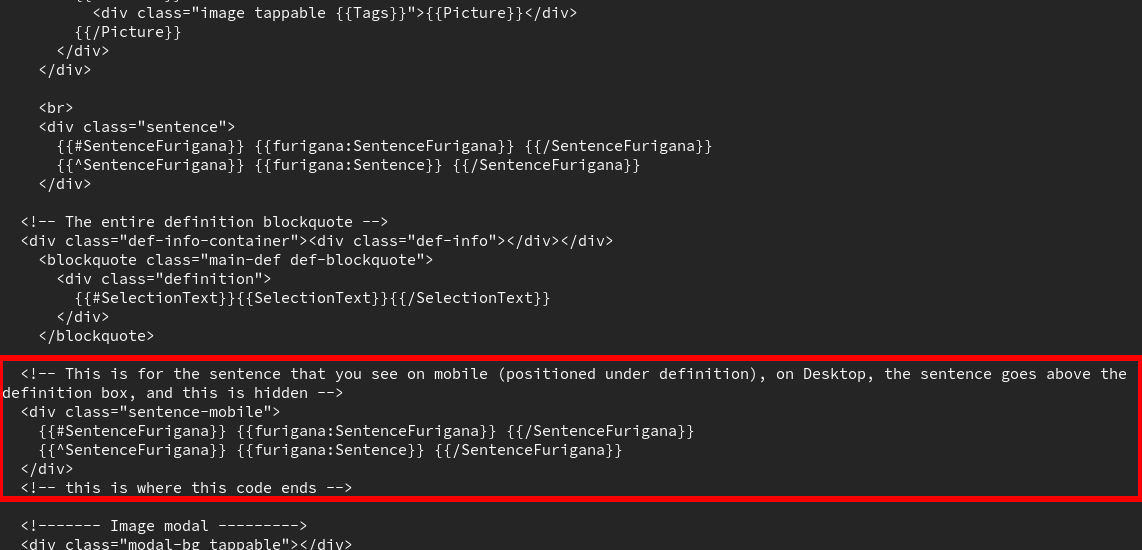 <div class="image tappable {{Tags}}">{{Picture}}</div>
{{/Picture}}
</div>
</div>
<br>
<div class="sentence">
{{#SentenceFurigana}} {{furigana:SentenceFurigana}} {{/SentenceFurigana}}
{{^SentenceFurigana}} {{furigana:Sentence}} {{/SentenceFurigana}}
</div>
<!-- The entire definition blockquote -->
<div class="def-info-container"><div class="def-info"></div></div>
<blockquote class="main-def def-blockquote">
<div class="definition">
{{#SelectionText}}{{SelectionText}}{{/SelectionText}}
</div>
</blockquote>
<!-- This is for the sentence that you see on mobile (positioned under definition), on Desktop, the sentence goes above the
definition box, and this is hidden -->
<div class="sentence-mobile">
{{#SentenceFurigana}} {{furigana:SentenceFurigana}} {{/SentenceFurigana}}
{{^SentenceFurigana}} {{furigana:Sentence}} {{/SentenceFurigana}}
</div>
<!-- this is where this code ends -->
<!------- Image modal --------->
<div class="modal-bg tappable"></div>